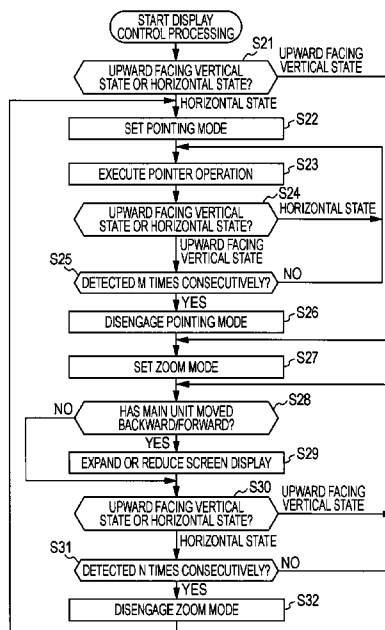 START DISPLAY
CONTROL PROCESSING
S21
UPWARD FACING VERTICAL
STATE OR HORIZONTAL STATE?
UPWARD FACING
VERTICAL STATE
HORIZONTAL STATE
S22
SET POINTING MODE
S23
EXECUTE POINTER OPERATION
S24
UPWARD FACING VERTICAL
STATE OR HORIZONTAL STATE?
HORIZONTAL STATE
UPWARD FACING
VERTICAL STATE
S25
DETECTED M TIMES CONSECUTIVELY?
NO
YES
S26
DISENGAGE POINTING MODE
S27
SET ZOOM MODE
S28
NO
HAS MAIN UNIT MOVED
BACKWARD/FORWARD?
YES
S29
EXPAND OR REDUCE SCREEN DISPLAY
S30
UPWARD FACING VERTICAL
STATE OR HORIZONTAL STATE?
UPWARD FACING
VERTICAL STATE
HORIZONTAL STATE
S31
DETECTED N TIMES CONSECUTIVELY?
NO
YES
S32
DISENGAGE ZOOM MODE